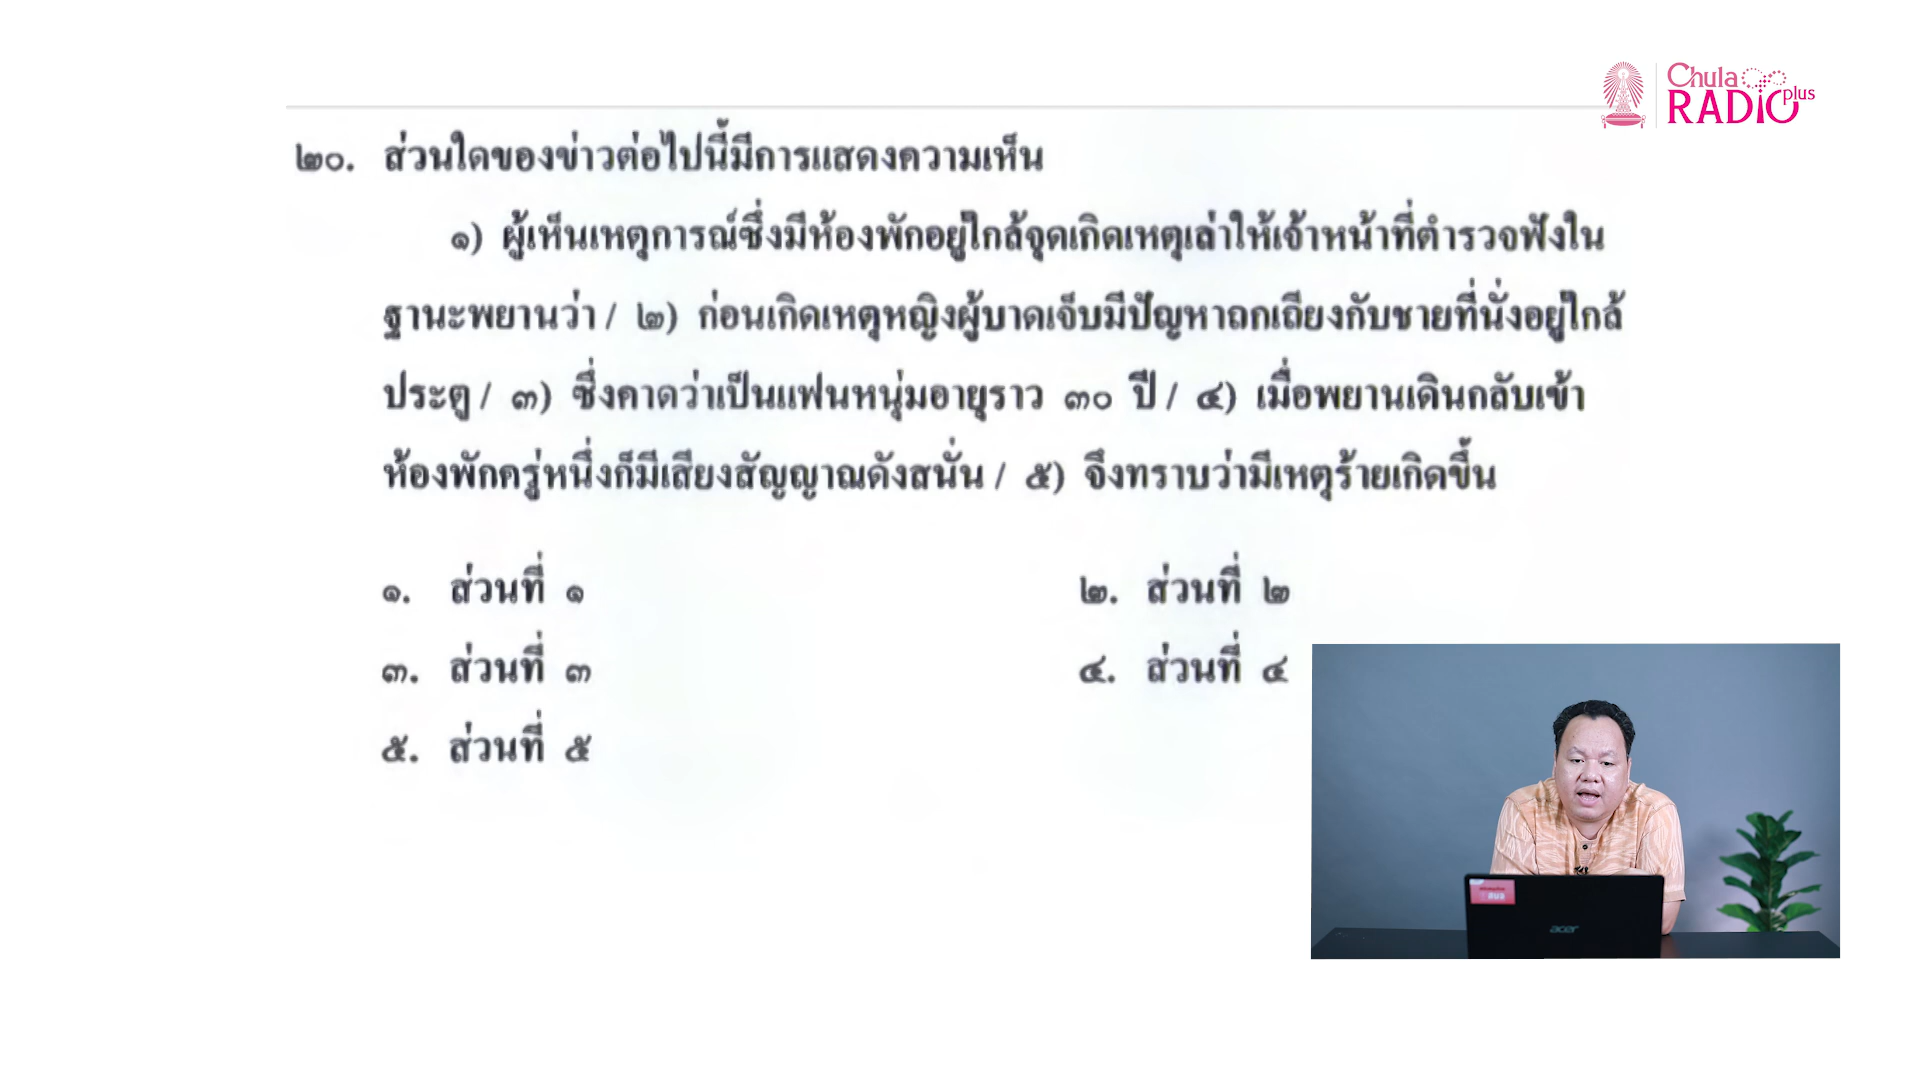 Chula
RADIO plus
๒๐. ส่วนใดของข่าวต่อไปนี้มีการแสดงความเห็น
๑) ผู้เห็นเหตุการณ์ซึ่งมีห้องพักอยู่ใกล้จุดเกิดเหตุเล่าให้เจ้าหน้าที่ตำรวจฟังใน
ฐานะพยานว่า / ๒) ก่อนเกิดเหตุหญิงผู้บาดเจ็บมีปัญหาถกเถียงกับชายที่นั่งอยู่ใกล้
ประตู / ๓) ซึ่งคาดว่าเป็นแฟนหนุ่มอายุราว ๓๐ ปี / ๔) เมื่อพยานเดินกลับเข้า
ห้องพักครู่หนึ่งก็มีเสียงสัญญาณดังสนั่น / ๕) จึงทราบว่ามีเหตุร้ายเกิดขึ้น
๑. ส่วนที่ ๑
๒. ส่วนที่ ๒
๓. ส่วนที่ ๓
๔. ส่วนที่ ๔
๕. ส่วนที่ ๕
acer